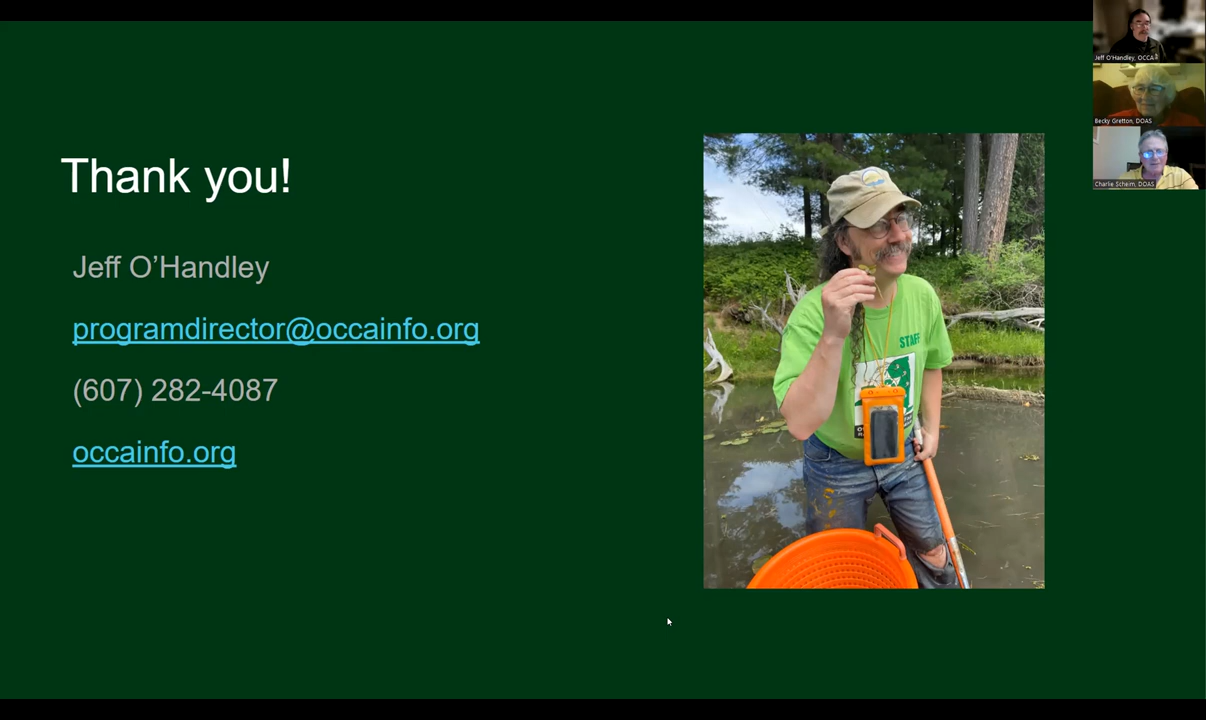 Thank you!
Jeff O’Handley
programdirector@occainfo.org
(607) 282-4087
occainfo.org
STAFF
Jeff O'Handley, OCCA
Becky Gretton, DOAS
Charlie Scheim, DOAS